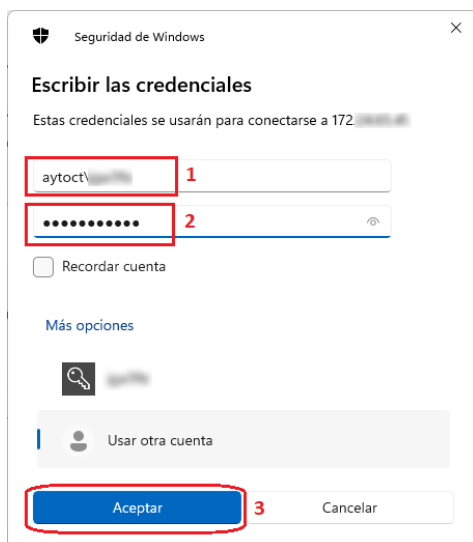 Seguridad de Windows
Escribir las credenciales
Estas credenciales se usarán para conectarse a 172.
aytoct\
1
●●●●●●●●●●●
2
Recordar cuenta
Más opciones
Usar otra cuenta
Aceptar
3
Cancelar